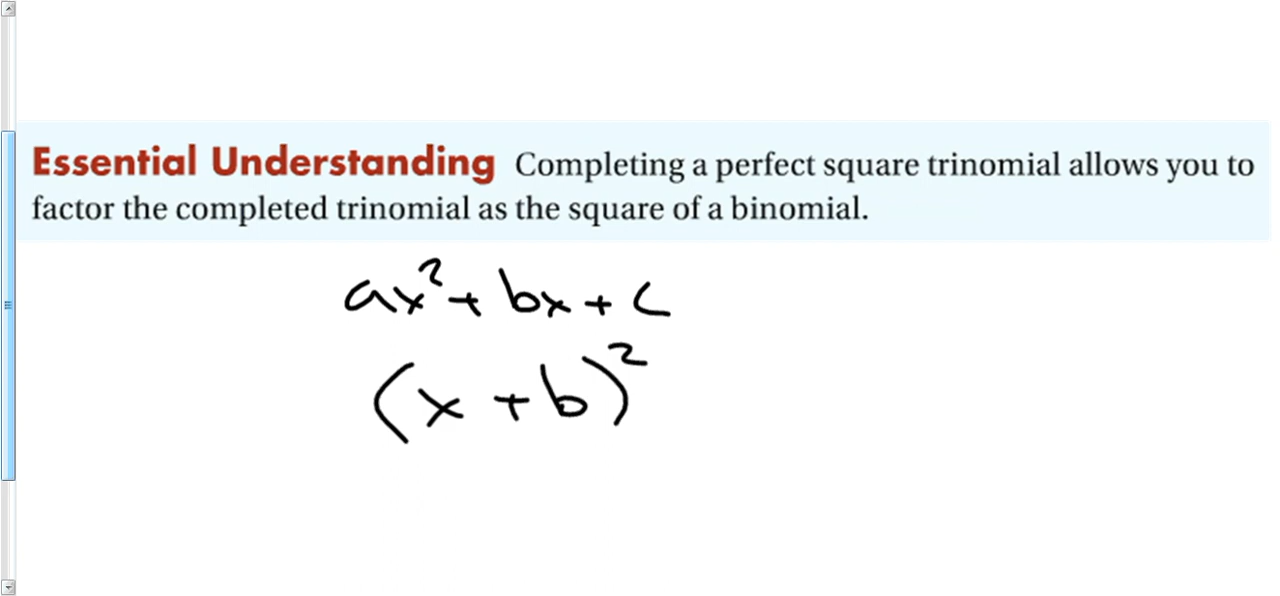 Essential Understanding Completing a perfect square trinomial allows you to
factor the completed trinomial as the square of a binomial.
ax² + bx + c
(x + b)²